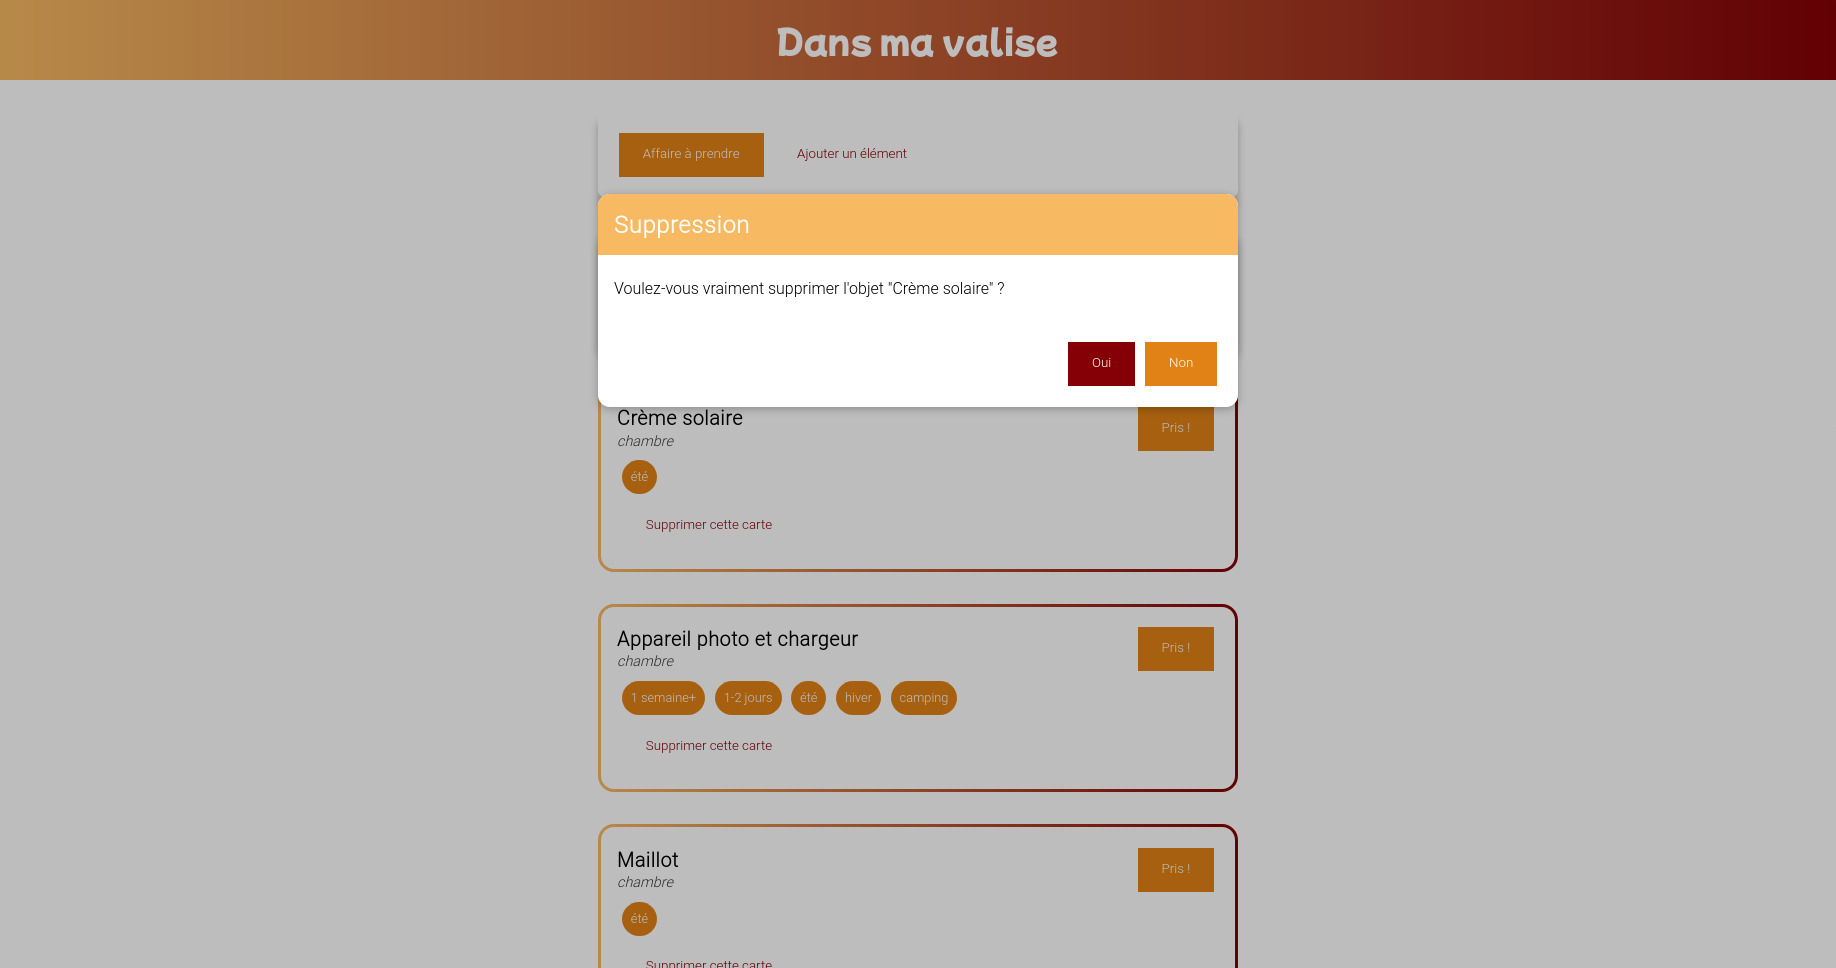 Dans ma valise
Affaire à prendre
Ajouter un élément
Suppression
Voulez-vous vraiment supprimer l'objet "Crème solaire" ?
Oui
Non
Crème solaire
Pris !
chambre
été
Supprimer cette carte
Appareil photo et chargeur
Pris !
chambre
1 semaine+ 1-2 jours été hiver camping
Supprimer cette carte
Maillot
Pris !
chambre
été
Supprimer cette carte